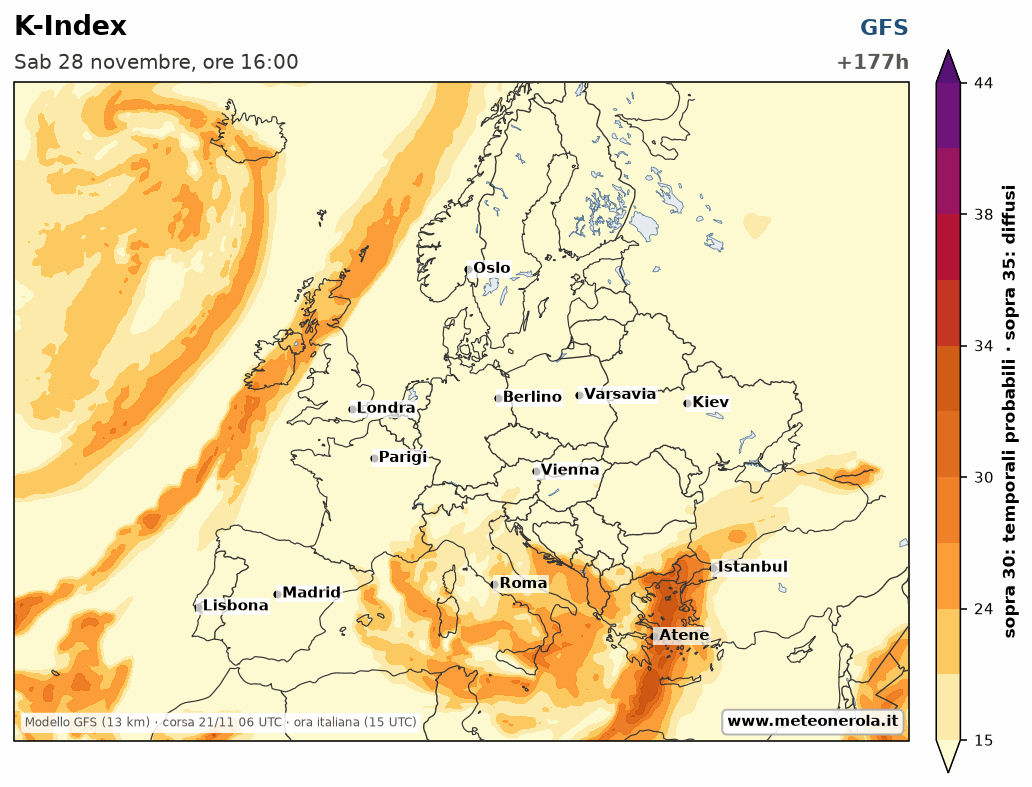 K-Index
GFS
Sab 28 novembre, ore 16:00
+177h
44
38
34
30
24
15
sopra 30: temporali probabili · sopra 35: diffusi
Oslo
Berlino
Varsavia
Kiev
Londra
Parigi
Vienna
Istanbul
Roma
Madrid
Lisbona
Atene
Modello GFS (13 km) · corsa 21/11 06 UTC · ora italiana (15 UTC)
www.meteonerola.it